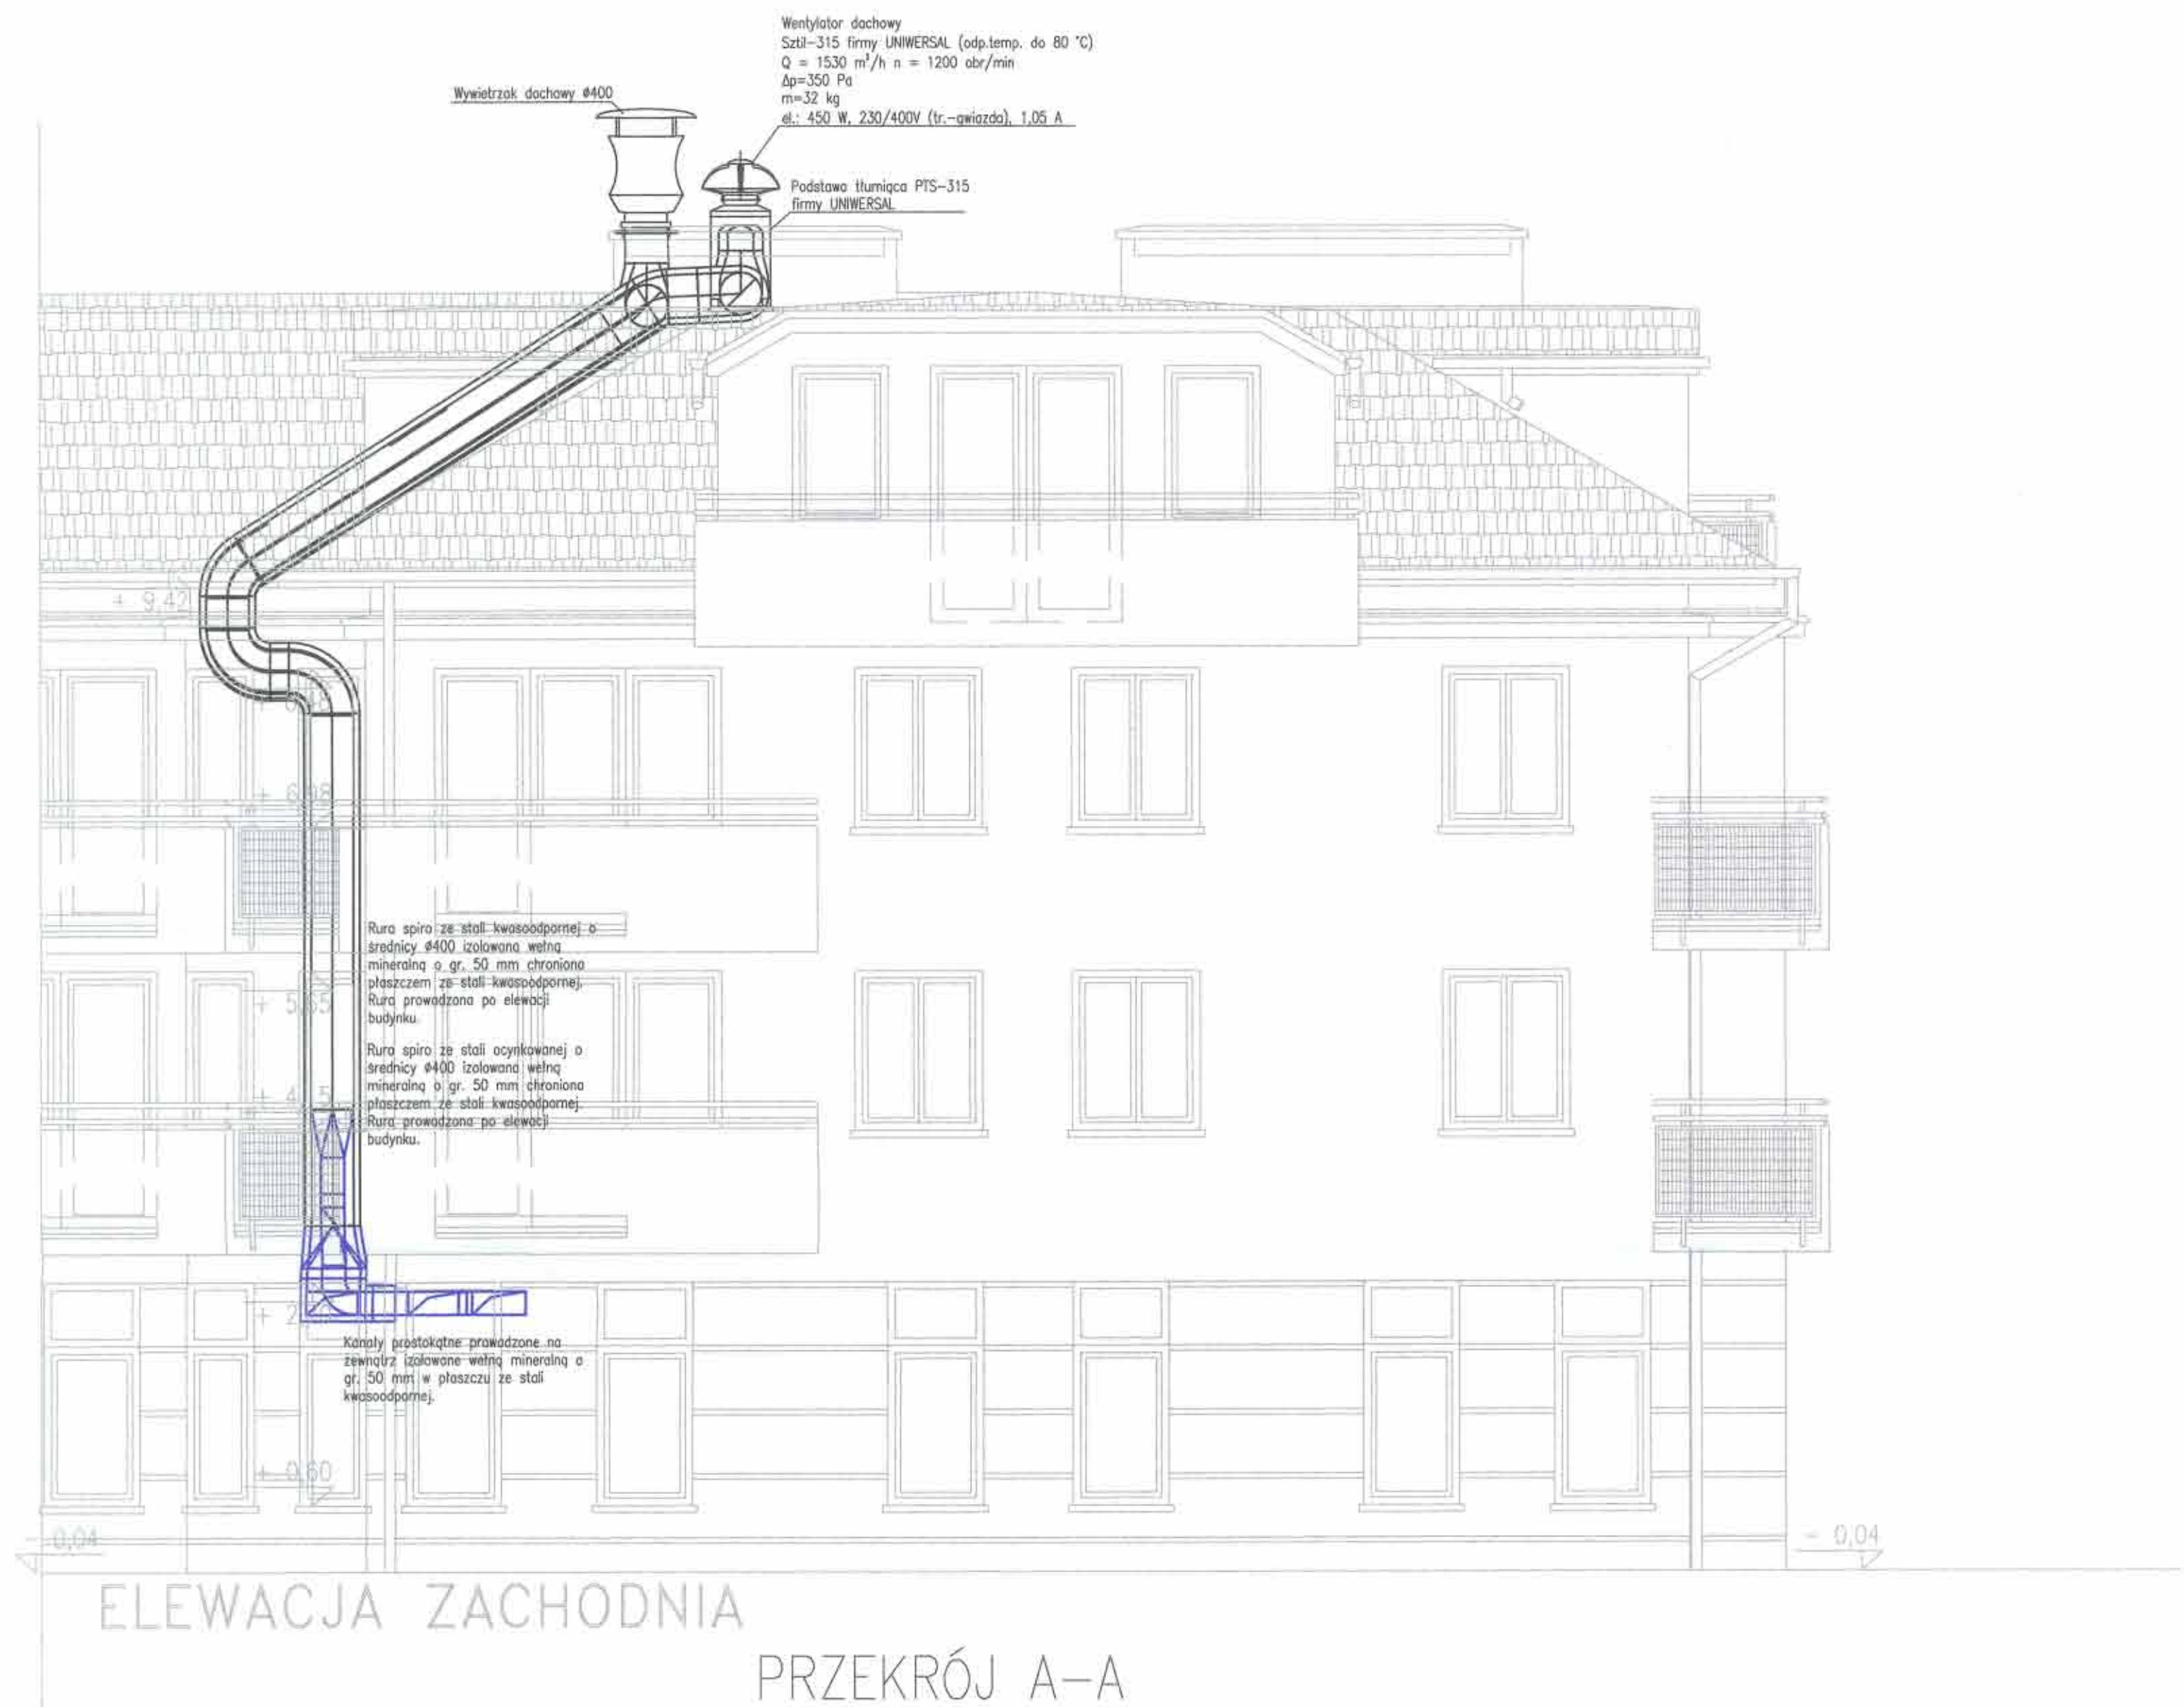 Wentylator dachowy
Sztil-315 firmy UNIWERSAL (odp.temp. do 80 °C)
Q = 1530 m³/h n = 1200 obr/min
Δp=350 Pa
m=32 kg
el.: 450 W, 230/400V (tr.-gwiazda), 1,05 A
Wywietrzak dachowy ø400
Podstawa tłumiąca PTS-315
firmy UNIWERSAL
+ 9,42
+ 6,98
Rura spiro ze stali kwasoodpornej o
średnicy ø400 izolowana wełną
mineralną o gr. 50 mm chroniona
płaszczem ze stali kwasoodpornej.
Rura prowadzona po elewacji
budynku.
+ 5,65
Rura spiro ze stali ocynkowanej o
średnicy ø400 izolowana wełną
mineralną o gr. 50 mm chroniona
płaszczem ze stali kwasoodpornej.
Rura prowadzona po elewacji
budynku.
Kanały prostokątne prowadzone na
zewnątrz izolowane wełną mineralną o
gr. 50 mm w płaszczu ze stali
kwasoodpornej.
+ 0,60
- 0,04
- 0,04
ELEWACJA ZACHODNIA
PRZEKRÓJ A-A